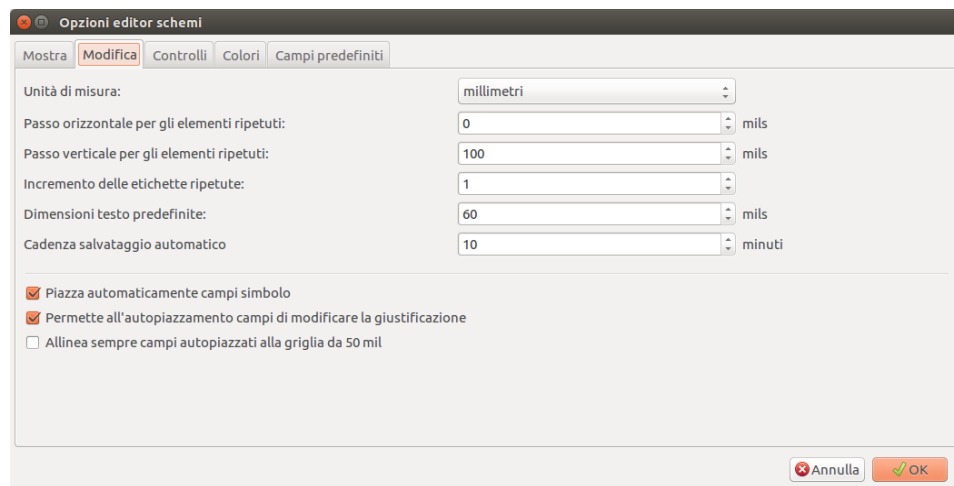 Opzioni editor schemi
Mostra Modifica Controlli Colori Campi predefiniti
Unità di misura: millimetri
Passo orizzontale per gli elementi ripetuti: 0 mils
Passo verticale per gli elementi ripetuti: 100 mils
Incremento delle etichette ripetute: 1
Dimensioni testo predefinite: 60 mils
Cadenza salvataggio automatico 10 minuti
Piazza automaticamente campi simbolo
Permette all'autopiazzamento campi di modificare la giustificazione
Allinea sempre campi autopiazzati alla griglia da 50 mil
Annulla OK